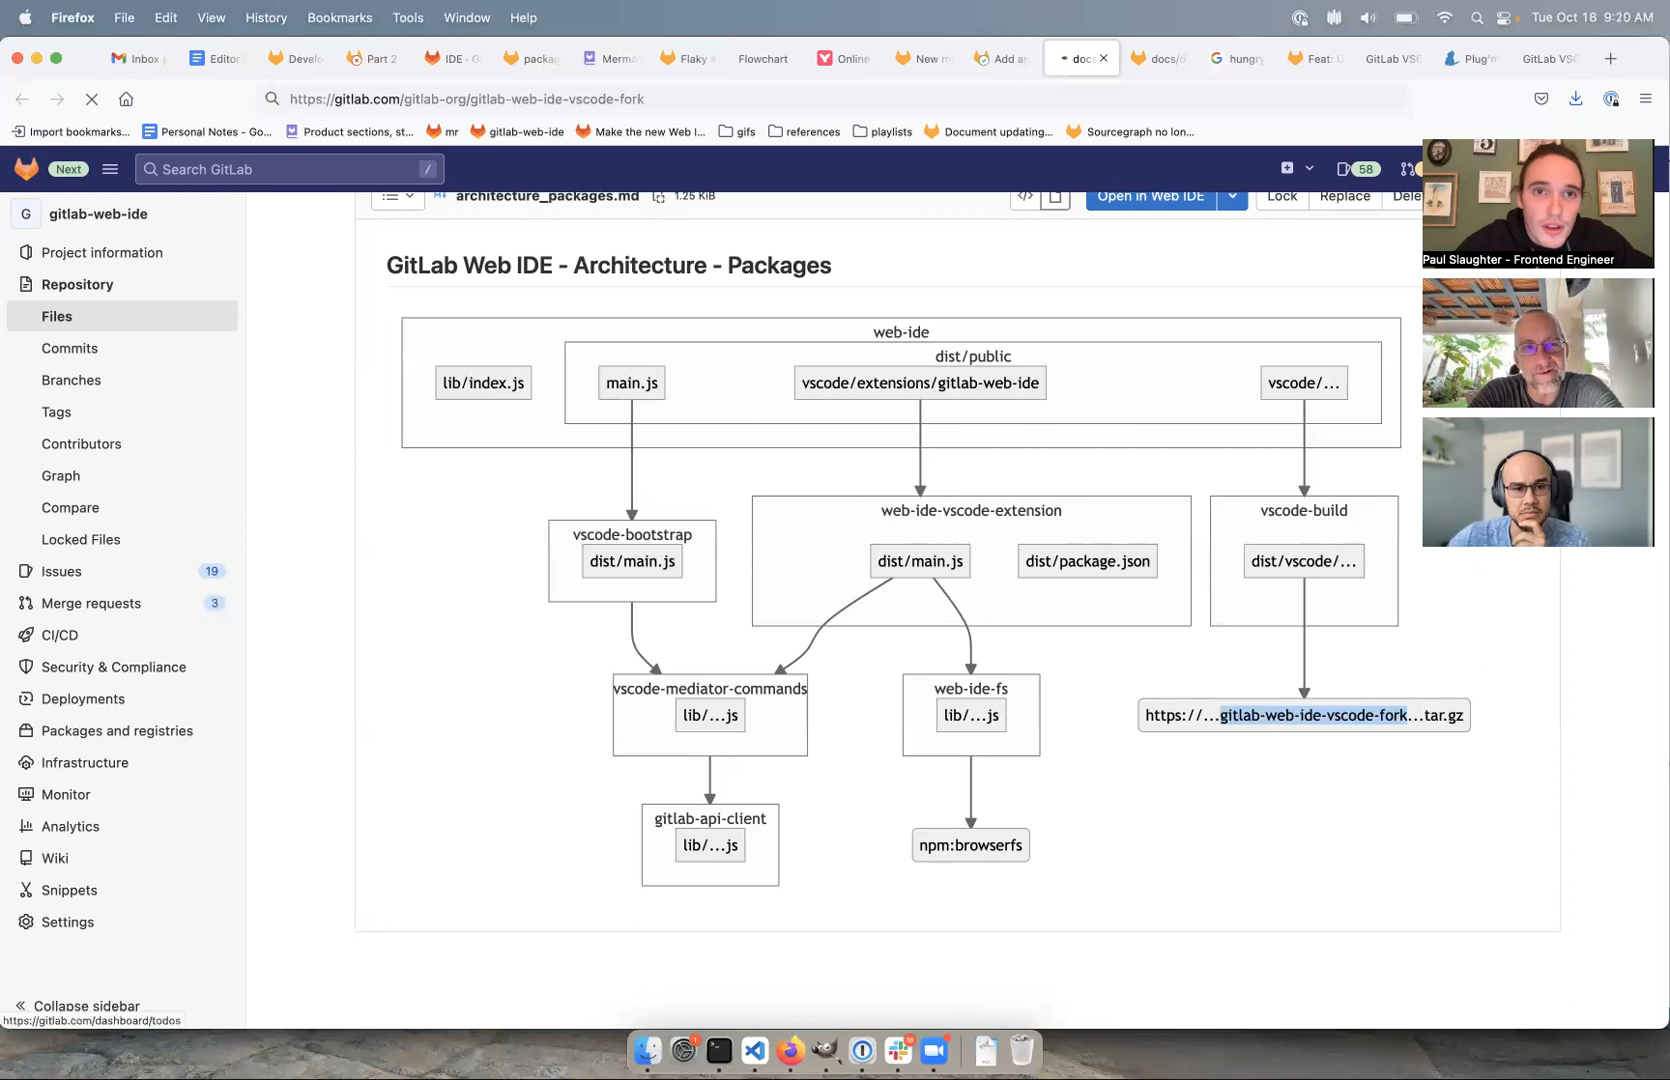 Firefox File Edit View History Bookmarks Tools Window Help Tue Oct 18 9:20 AM
Inbox Editor Develo Part 2 IDE - G packa Merma Flaky s Flowchart Online New m Add ar docs docs/d hungry Feat: U GitLab VSC Plug'n GitLab VSC
https://gitlab.com/gitlab-org/gitlab-web-ide-vscode-fork
Import bookmarks... Personal Notes - Go... Product sections, st... mr gitlab-web-ide Make the new Web I... gifs references playlists Document updating... Sourcegraph no lon...
Next Search GitLab / 58
G gitlab-web-ide
Project information
Repository
Files
Commits
Branches
Tags
Contributors
Graph
Compare
Locked Files
Issues 19
Merge requests 3
CI/CD
Security & Compliance
Deployments
Packages and registries
Infrastructure
Monitor
Analytics
Wiki
Snippets
Settings
Collapse sidebar
https://gitlab.com/dashboard/todos
architecture_packages.md 1.25 KiB Open in Web IDE Lock Replace Dele
GitLab Web IDE - Architecture - Packages
web-ide
dist/public
lib/index.js main.js vscode/extensions/gitlab-web-ide vscode/...
web-ide-vscode-extension vscode-build
vscode-bootstrap
dist/main.js dist/main.js dist/package.json dist/vscode/...
vscode-mediator-commands web-ide-fs
lib/...js lib/...js https://...gitlab-web-ide-vscode-fork...tar.gz
gitlab-api-client
lib/...js npm:browserfs
Paul Slaughter - Frontend Engineer